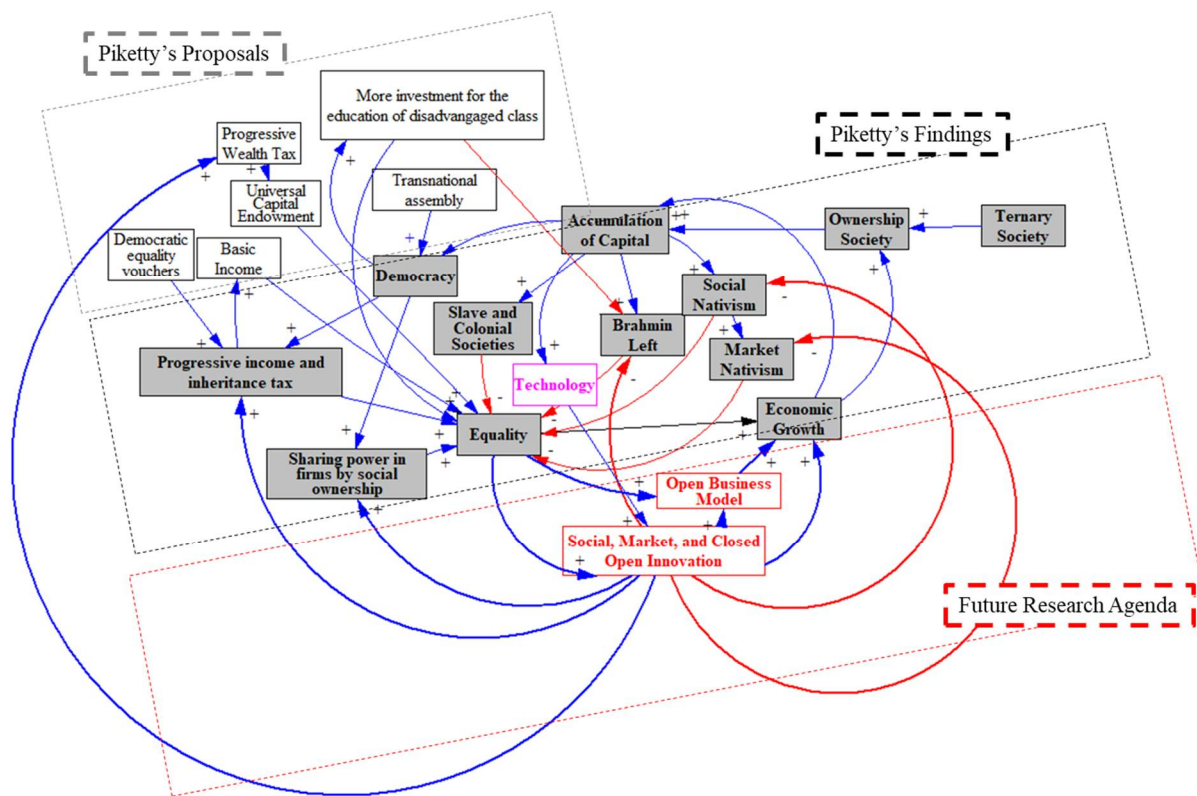 Piketty's Proposals
More investment for the
education of disadvangaged class
Piketty's Findings
Progressive
Wealth Tax
Transnational
assembly
Universal
Capital
Endowment
Accumulation
of Capital
Ownership
Society
Ternary
Society
Democratic
equality
vouchers
Basic
Income
Democracy
Social
Nativism
Slave and
Colonial
Societies
Brahmin
Left
Market
Nativism
Progressive income and
inheritance tax
Technology
Equality
Economic
Growth
Sharing power in
firms by social
ownership
Open Business
Model
Social, Market, and Closed
Open Innovation
Future Research Agenda